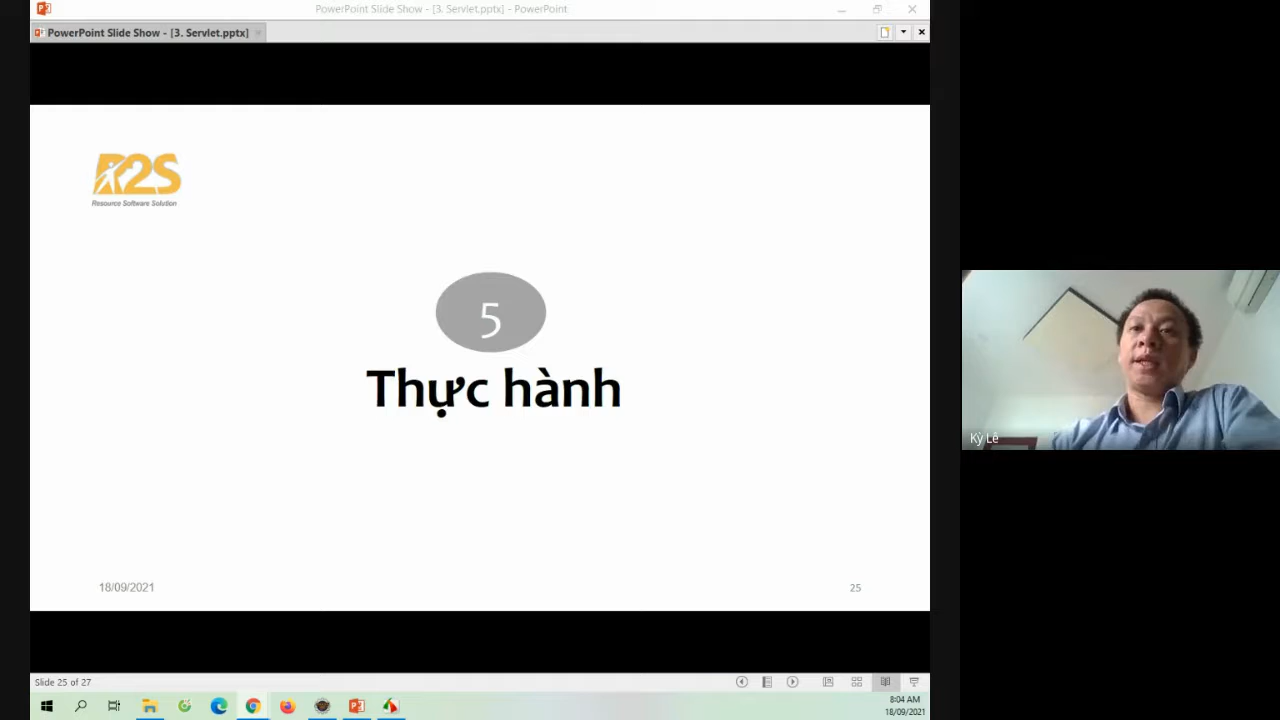 PowerPoint Slide Show - [3. Servlet.pptx] - PowerPoint
PowerPoint Slide Show - [3. Servlet.pptx]
R2S
Resource Software Solution
5
Thực hành
Kỳ Lê
18/09/2021
25
Slide 25 of 27
8:04 AM
18/09/2021